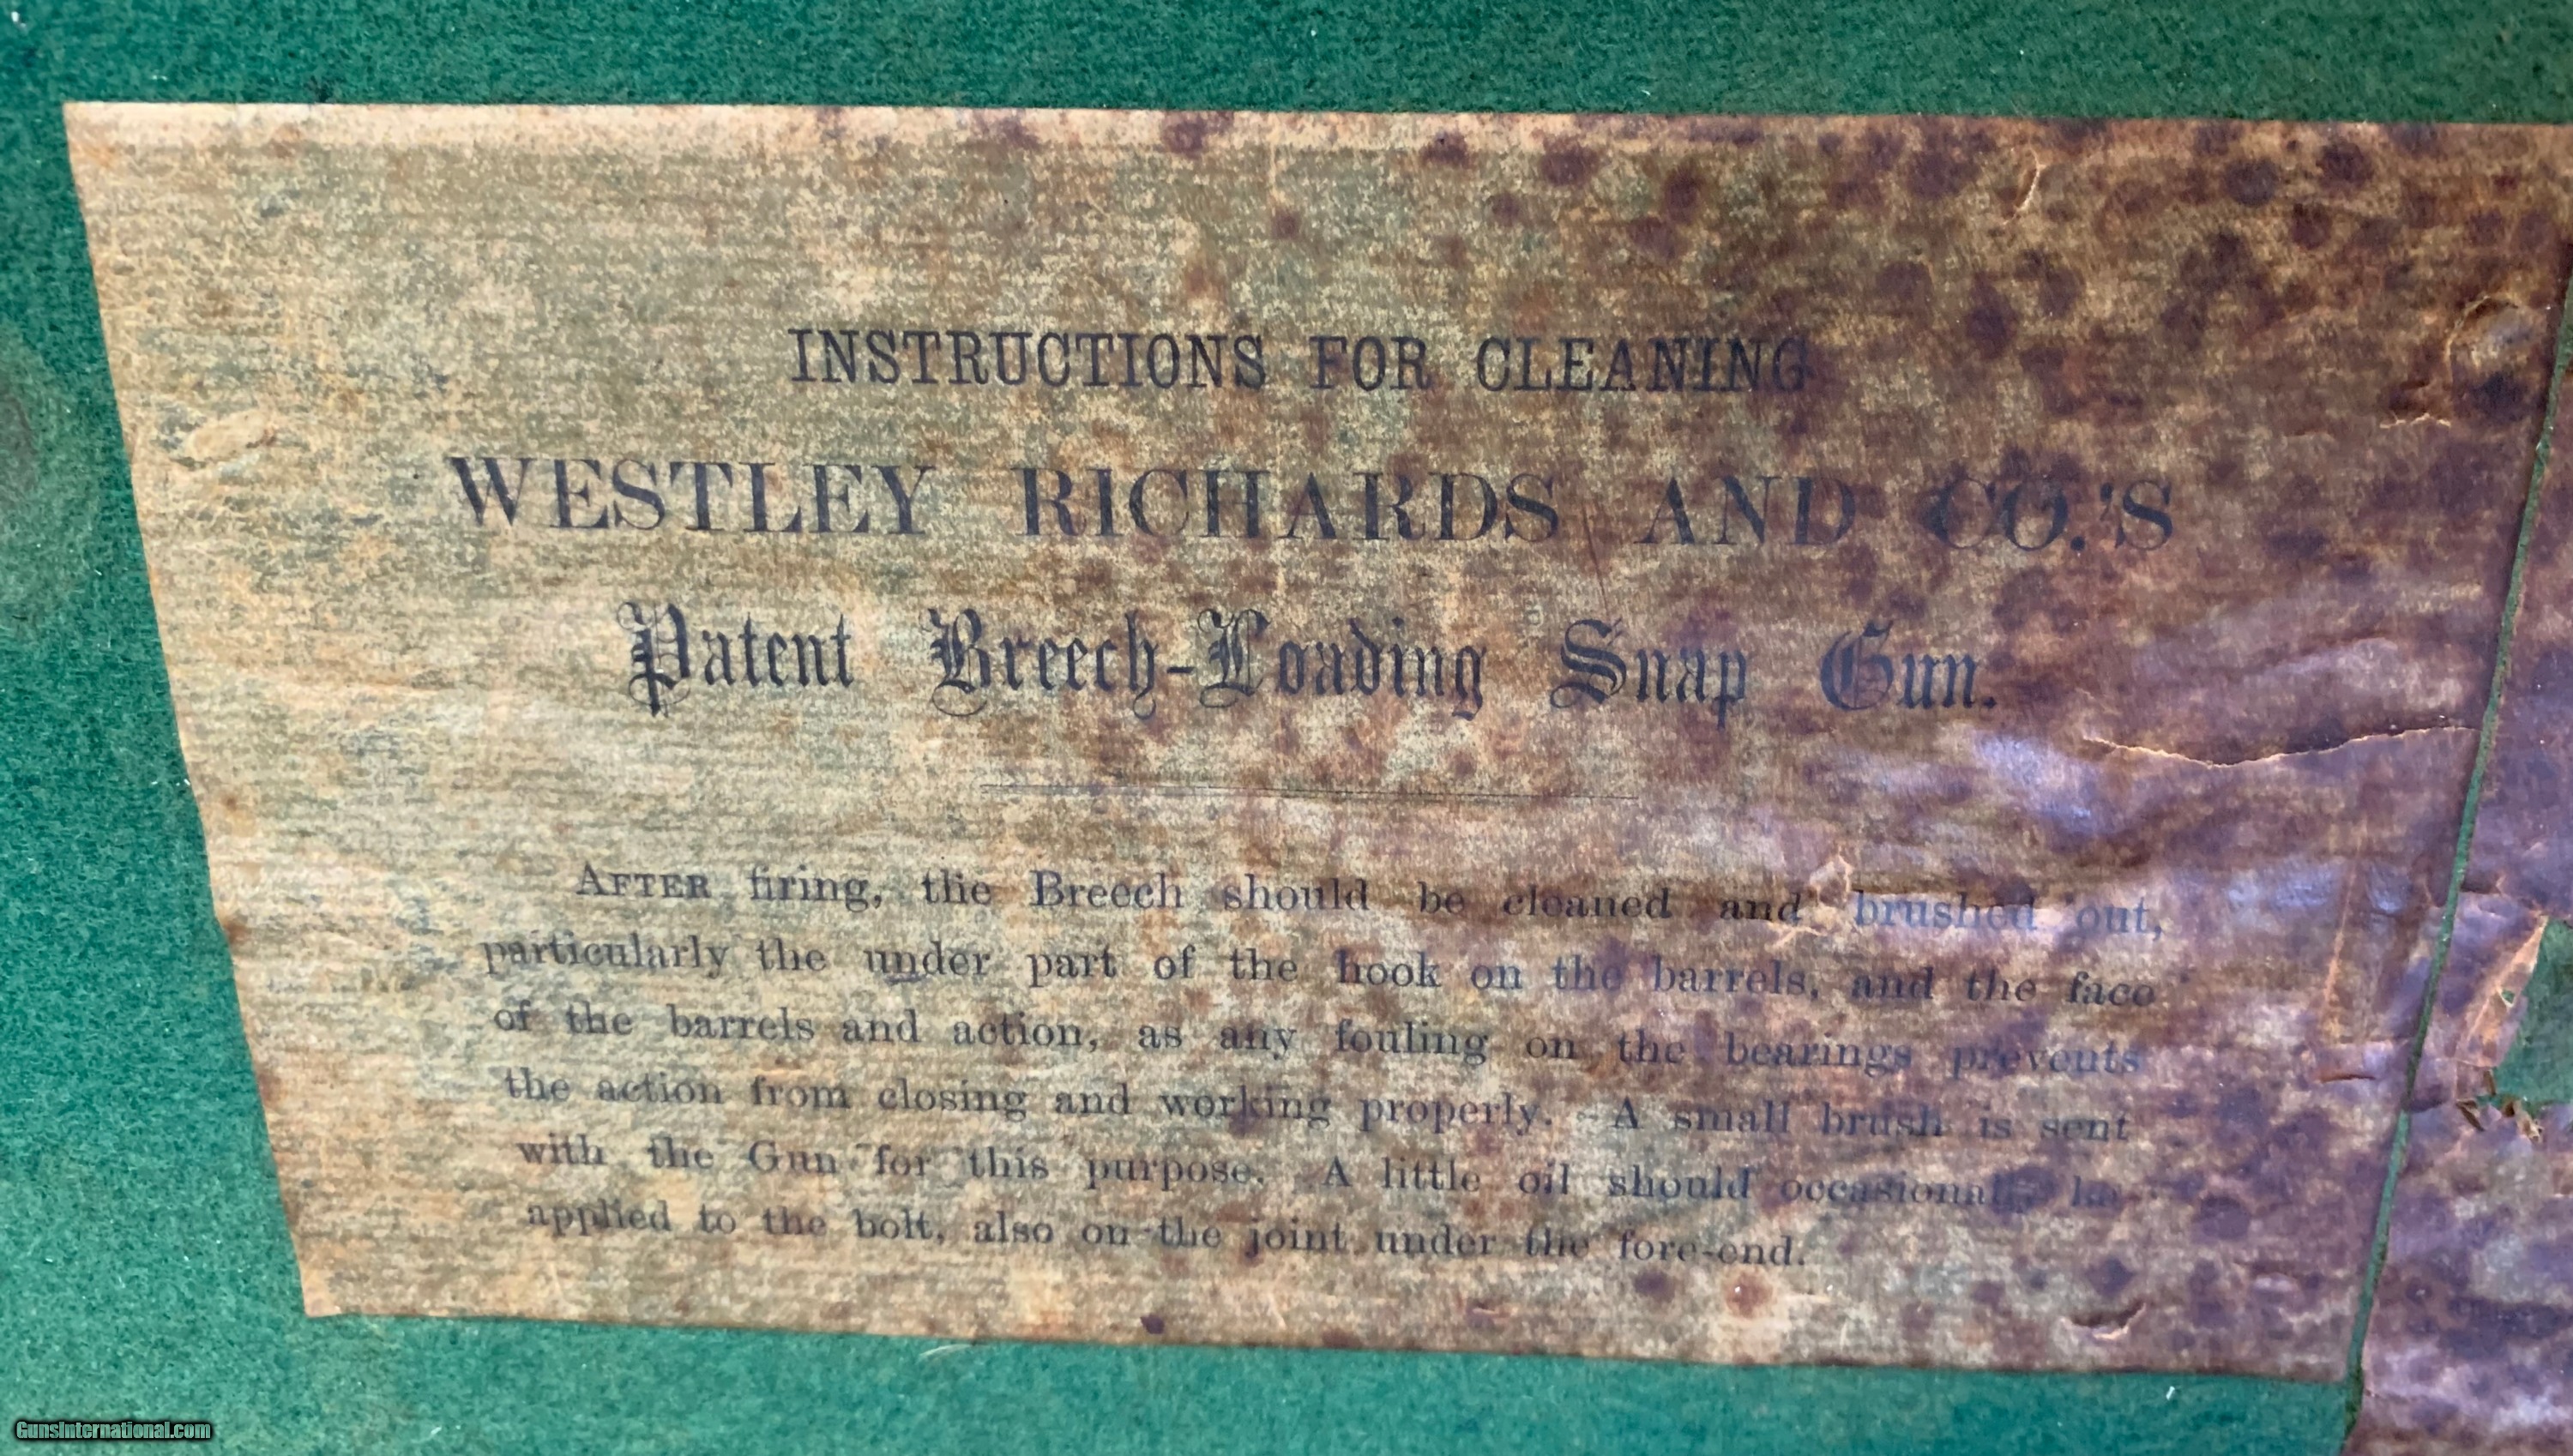 INSTRUCTIONS FOR CLEANING
WESTLEY RICHARDS AND CO.'S
Patent Breech-Loading Snap Gun.
AFTER firing, the Breech should be cleaned and brushed out,
particularly the under part of the hook on the barrels, and the face
of the barrels and action, as any fouling on the bearings prevents
the action from closing and working properly. A small brush is sent
with the Gun for this purpose. A little oil should occasionally be
applied to the bolt, also on the joint under the fore-end.
GunsInternational.com